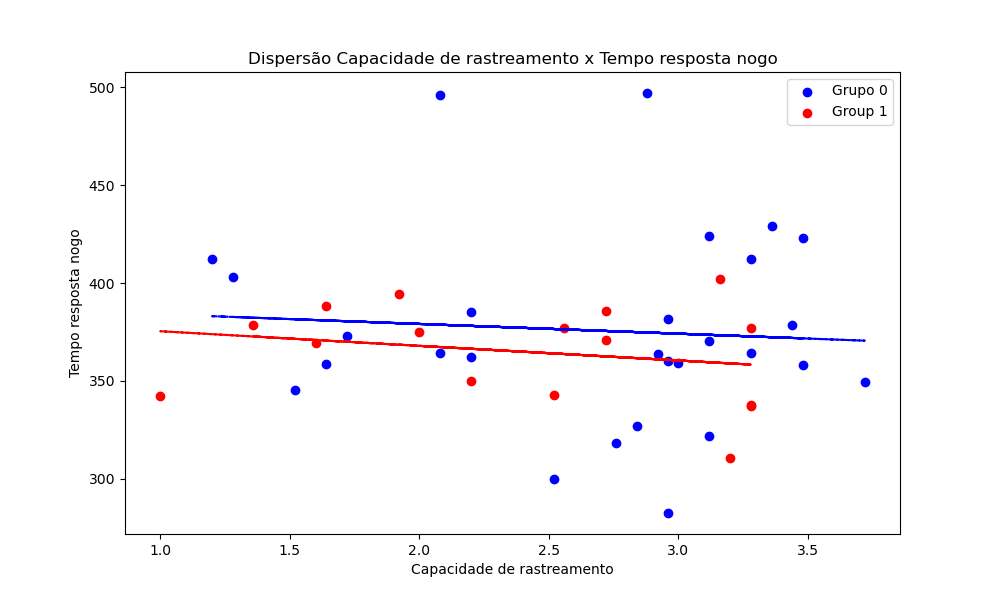 Dispersão Capacidade de rastreamento x Tempo resposta nogo
Grupo 0
Group 1
500
450
400
350
300
Tempo resposta nogo
1.0 1.5 2.0 2.5 3.0 3.5
Capacidade de rastreamento